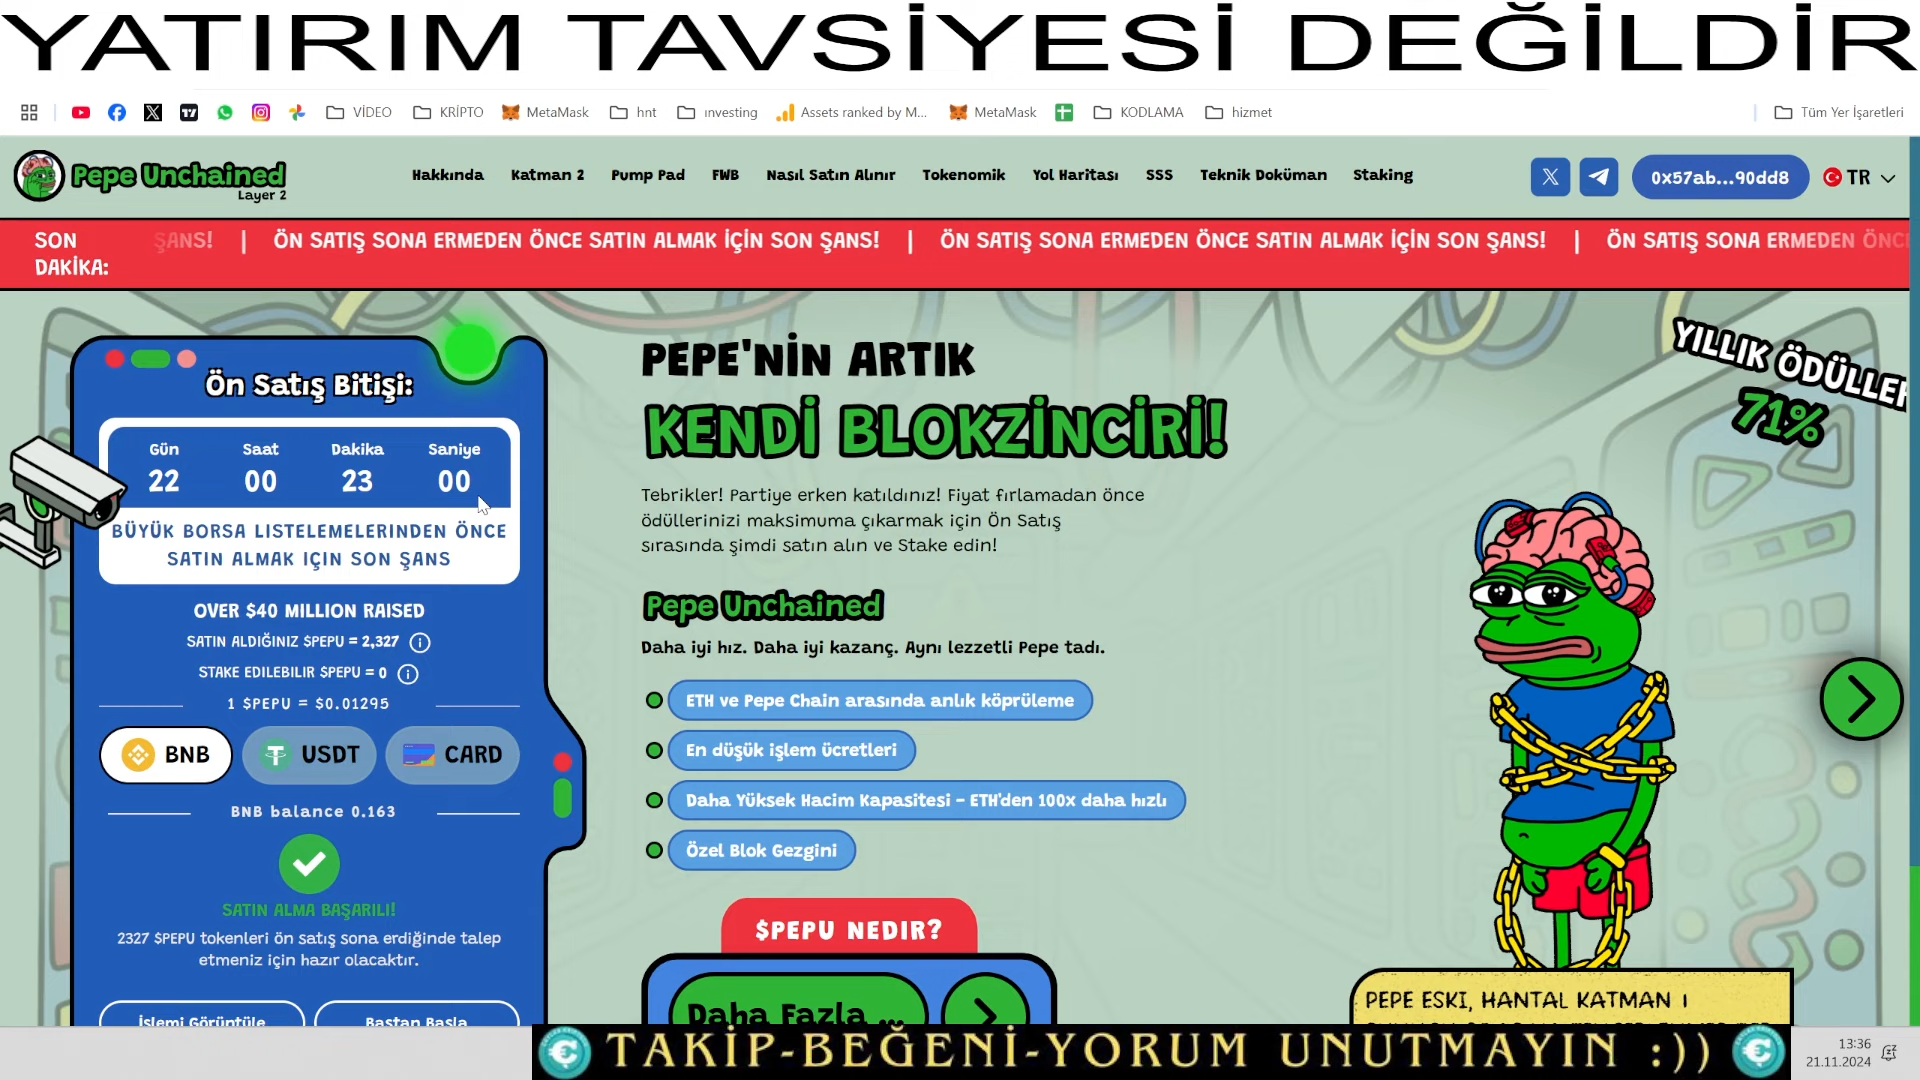 YATIRIM TAVSİYESİ DEĞİLDİR
VİDEO KRİPTO MetaMask hnt ınvesting Assets ranked by M... MetaMask KODLAMA hizmet Tüm Yer İşaretleri
Pepe Unchained
Layer 2
Hakkında Katman 2 Pump Pad FWB Nasıl Satın Alınır Tokenomik Yol Haritası SSS Teknik Doküman Staking
0x57ab...90dd8 TR
SON DAKİKA:
ŞANS! | ÖN SATIŞ SONA ERMEDEN ÖNCE SATIN ALMAK İÇİN SON ŞANS! | ÖN SATIŞ SONA ERMEDEN ÖNCE SATIN ALMAK İÇİN SON ŞANS! | ÖN SATIŞ SONA ERMEDEN ÖNC
Ön Satış Bitişi:
Gün Saat Dakika Saniye
22 00 23 00
BÜYÜK BORSA LISTELEMELERINDEN ÖNCE
SATIN ALMAK IÇIN SON ŞANS
OVER $40 MILLION RAISED
SATIN ALDIĞINIZ $PEPU = 2,327
STAKE EDILEBILIR $PEPU = 0
1 $PEPU = $0.01295
BNB USDT CARD
BNB balance 0.163
SATIN ALMA BAŞARILI!
2327 $PEPU tokenleri ön satış sona erdiğinde talep
etmeniz için hazır olacaktır.
İşlemi Görüntüle Baştan Başla
PEPE'NİN ARTIK
KENDİ BLOKZİNCİRİ!
Tebrikler! Partiye erken katıldınız! Fiyat fırlamadan önce
ödüllerinizi maksimuma çıkarmak için Ön Satış
sırasında şimdi satın alın ve Stake edin!
Pepe Unchained
Daha iyi hız. Daha iyi kazanç. Aynı lezzetli Pepe tadı.
ETH ve Pepe Chain arasında anlık köprüleme
En düşük işlem ücretleri
Daha Yüksek Hacim Kapasitesi – ETH'den 100x daha hızlı
Özel Blok Gezgini
$PEPU NEDIR?
Daha Fazla ...
YILLIK ÖDÜLLER
71%
PEPE ESKI, HANTAL KATMAN 1
TAKİP-BEĞENİ-YORUM UNUTMAYIN :))
13:36
21.11.2024